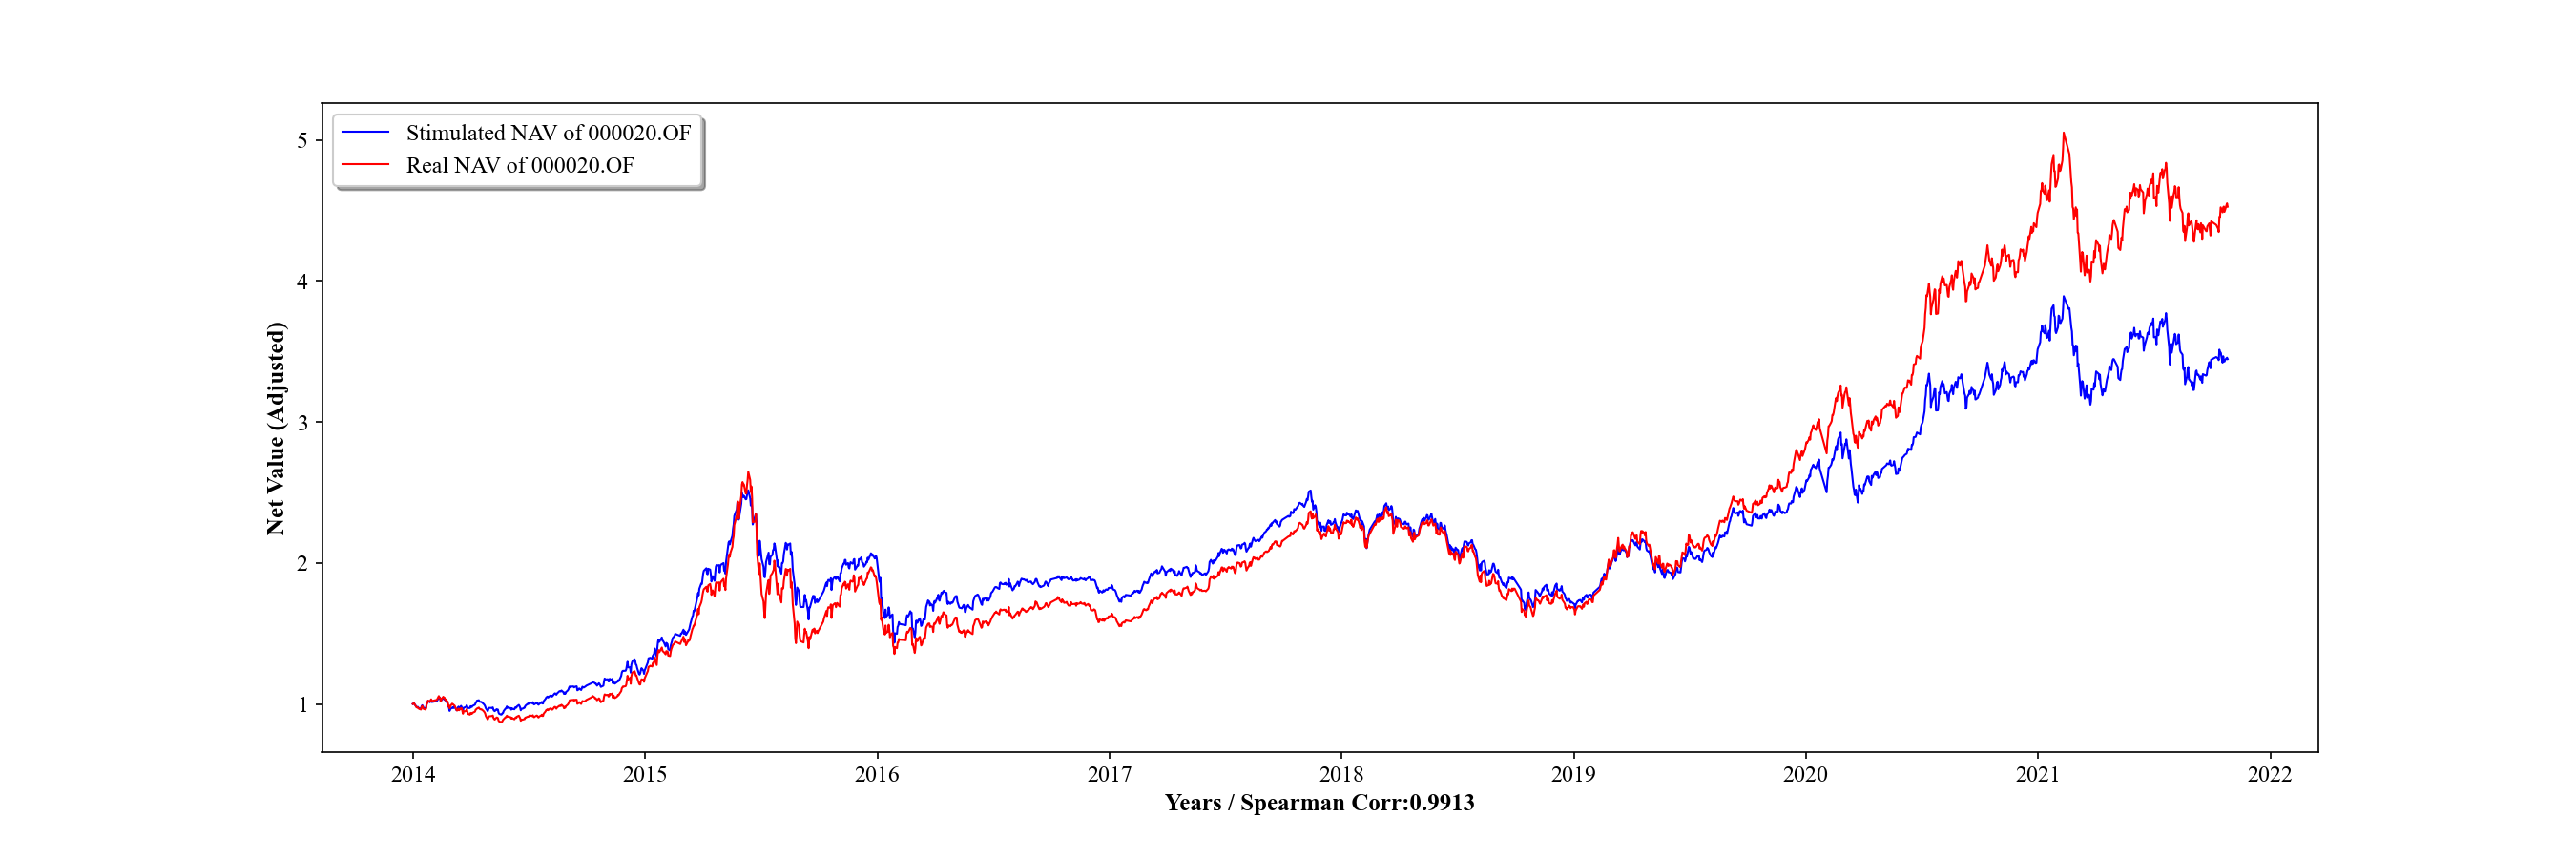 Stimulated NAV of 000020.OF
Real NAV of 000020.OF
Net Value (Adjusted)
5
4
3
2
1
2014 2015 2016 2017 2018 2019 2020 2021 2022
Years / Spearman Corr:0.9913